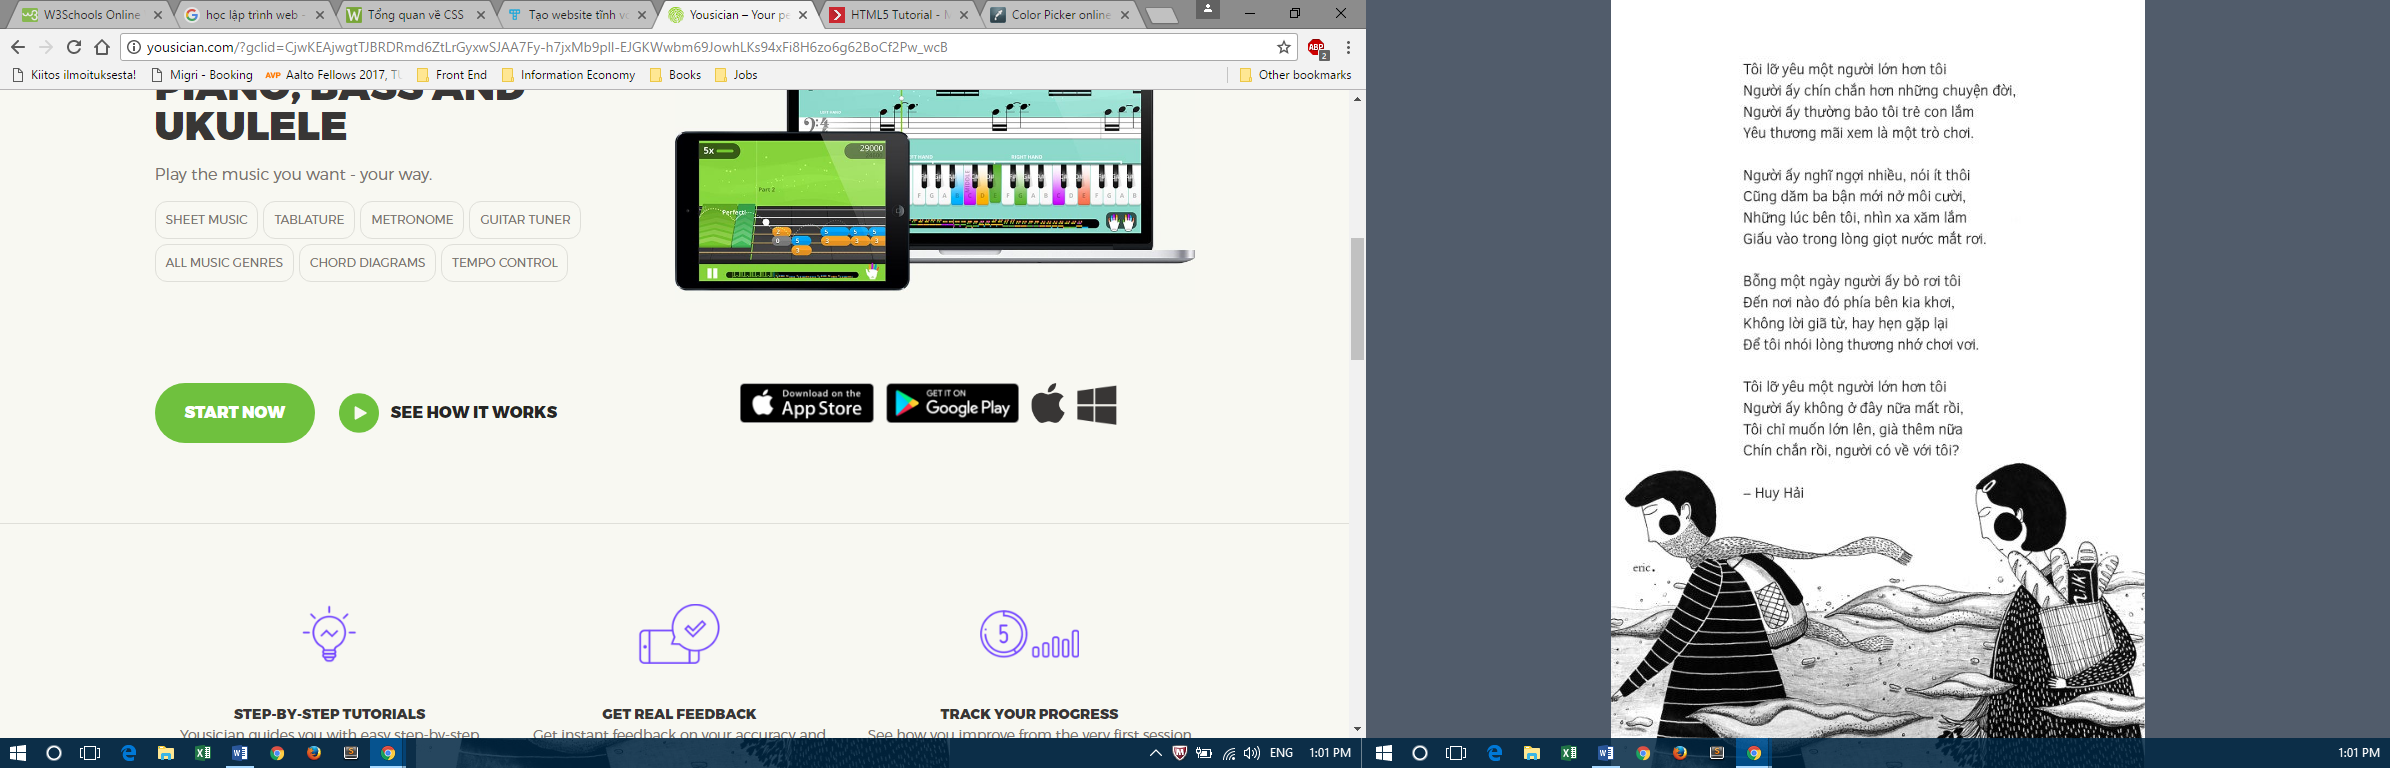 W3Schools Online
học lập trình web -
Tổng quan về CSS
Tạo website tĩnh vớ
Yousician – Your pe
HTML5 Tutorial - M
Color Picker online
yousician.com/?gclid=CjwKEAjwgtTJBRDRmd6ZtLrGyxwSJAA7Fy-h7jxMb9plI-EJGKWwbm69JowhLKs94xFi8H6zo6g62BoCf2Pw_wcB
ABP
2
Kiitos ilmoituksesta!
Migri - Booking
AVP Aalto Fellows 2017, TU
Front End
Information Economy
Books
Jobs
Other bookmarks
PIANO, BASS AND
UKULELE
Play the music you want - your way.
SHEET MUSIC
TABLATURE
METRONOME
GUITAR TUNER
ALL MUSIC GENRES
CHORD DIAGRAMS
TEMPO CONTROL
5x
29000
Part 2
Perfect!
RIGHT HAND
START NOW
SEE HOW IT WORKS
Download on the
App Store
GET IT ON
Google Play
5
STEP-BY-STEP TUTORIALS
Yousician guides you with easy step-by-step
GET REAL FEEDBACK
Get instant feedback on your accuracy and
TRACK YOUR PROGRESS
See how you improve from the very first session
ENG
1:01 PM
Tôi lỡ yêu một người lớn hơn tôi
Người ấy chín chắn hơn những chuyện đời,
Người ấy thường bảo tôi trẻ con lắm
Yêu thương mãi xem là một trò chơi.
Người ấy nghĩ ngợi nhiều, nói ít thôi
Cũng dăm ba bận mới nở môi cười,
Những lúc bên tôi, nhìn xa xăm lắm
Giấu vào trong lòng giọt nước mắt rơi.
Bỗng một ngày người ấy bỏ rơi tôi
Đến nơi nào đó phía bên kia khơi,
Không lời giã từ, hay hẹn gặp lại
Để tôi nhói lòng thương nhớ chơi vơi.
Tôi lỡ yêu một người lớn hơn tôi
Người ấy không ở đây nữa mất rồi,
Tôi chỉ muốn lớn lên, già thêm nữa
Chín chắn rồi, người có về với tôi?
– Huy Hải
eric.
milk
1:01 PM